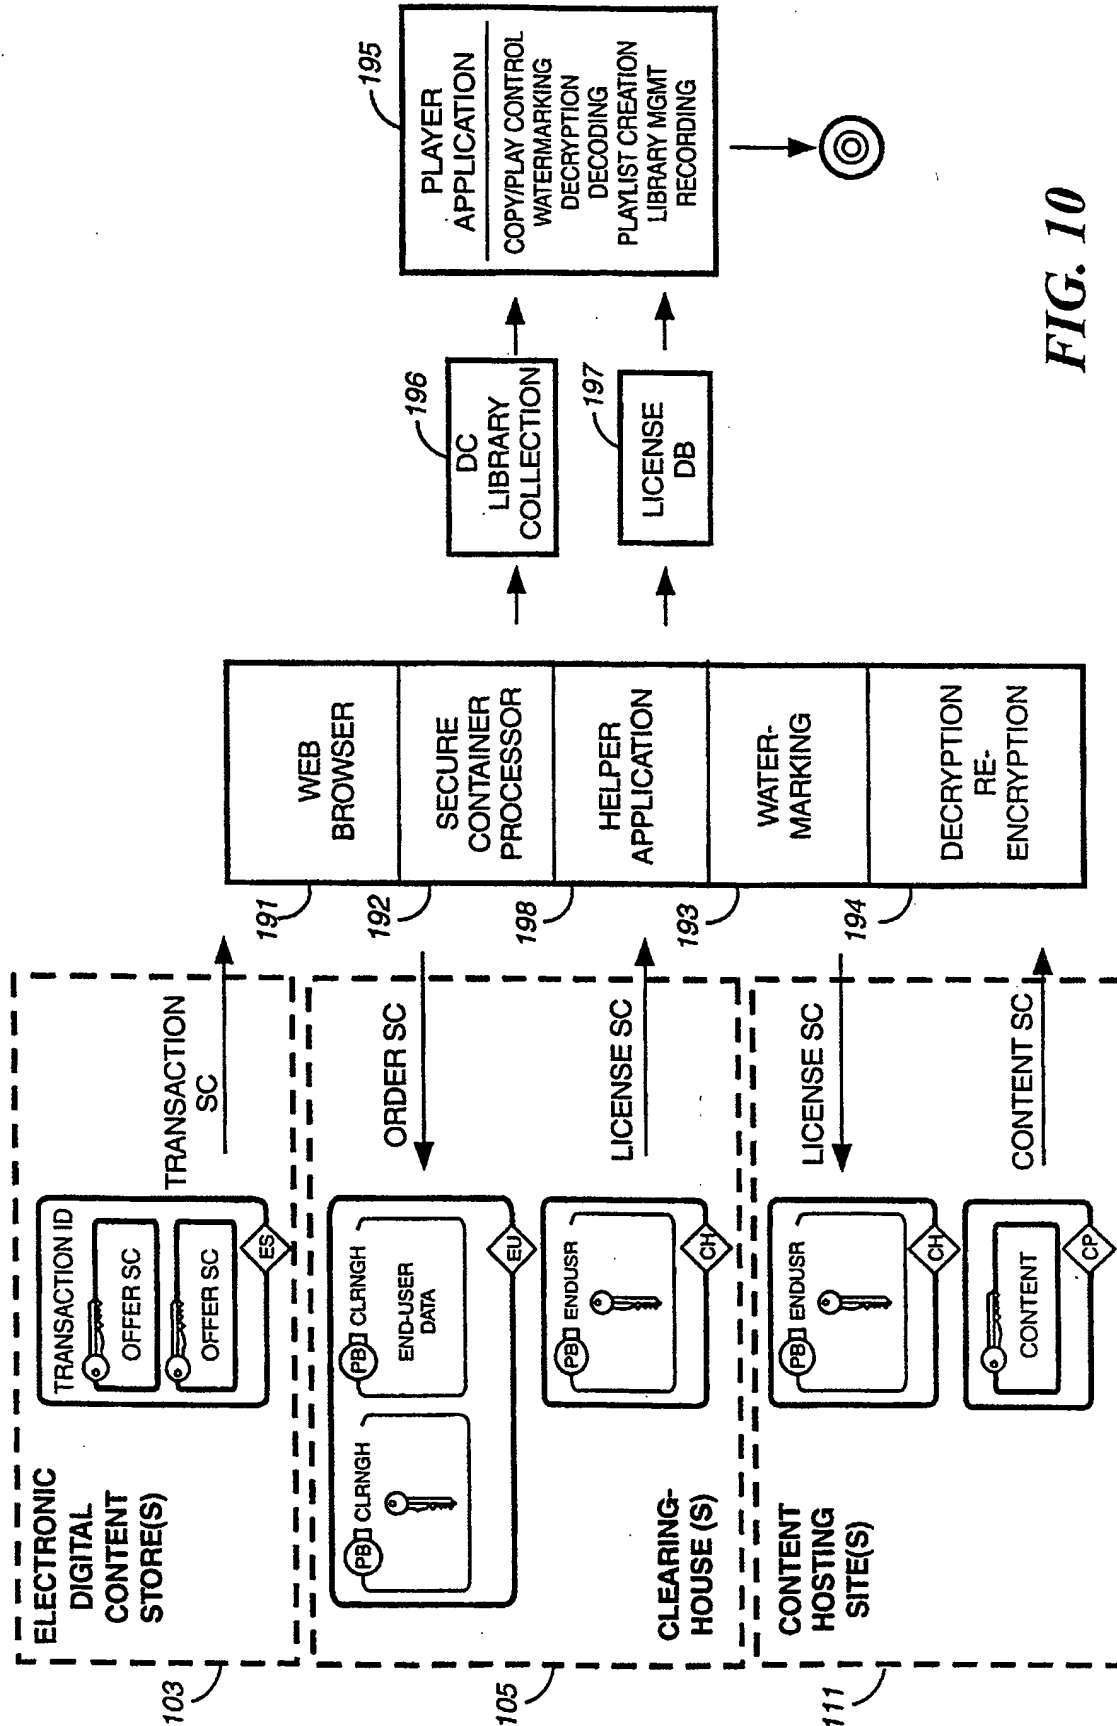 ELECTRONIC
DIGITAL
CONTENT
STORE(S)
103
TRANSACTION ID
OFFER SC
OFFER SC
ES
TRANSACTION
SC
CLEARING-
HOUSE (S)
105
PB CLRNGH
PB CLRNGH
END-USER
DATA
EU
ORDER SC
PB ENDUSR
CH
LICENSE SC
CONTENT
HOSTING
SITE(S)
111
PB ENDUSR
CH
LICENSE SC
CONTENT
CP
CONTENT SC
191
WEB
BROWSER
192
SECURE
CONTAINER
PROCESSOR
198
HELPER
APPLICATION
193
WATER-
MARKING
194
DECRYPTION
RE-
ENCRYPTION
196
DC
LIBRARY
COLLECTION
197
LICENSE
DB
195
PLAYER
APPLICATION
COPY/PLAY CONTROL
WATERMARKING
DECRYPTION
DECODING
PLAYLIST CREATION
LIBRARY MGMT
RECORDING
FIG. 10